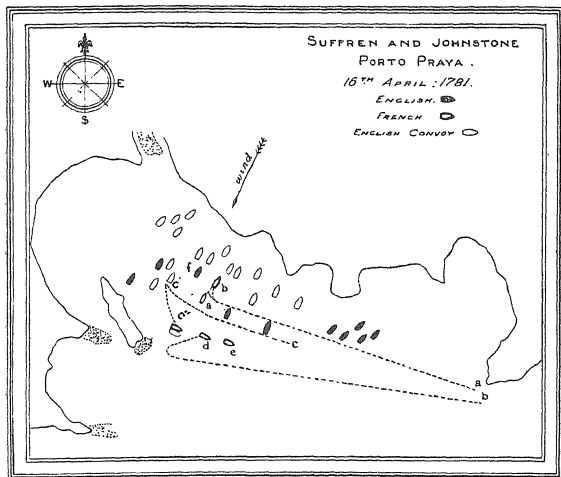 SUFFREN AND JOHNSTONE
PORTO PRAYA.
16TH APRIL: 1781.
ENGLISH.
FRENCH
ENGLISH CONVOY
W E
S
wind
f
c'
b
a
c"
c
d
e
a
b